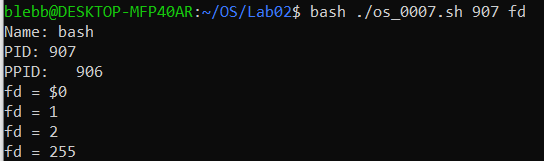 blebb@DESKTOP-MFP40AR:~/OS/Lab02$ bash ./os_0007.sh 907 fd
Name: bash
PID: 907
PPID:   906
fd = $0
fd = 1
fd = 2
fd = 255